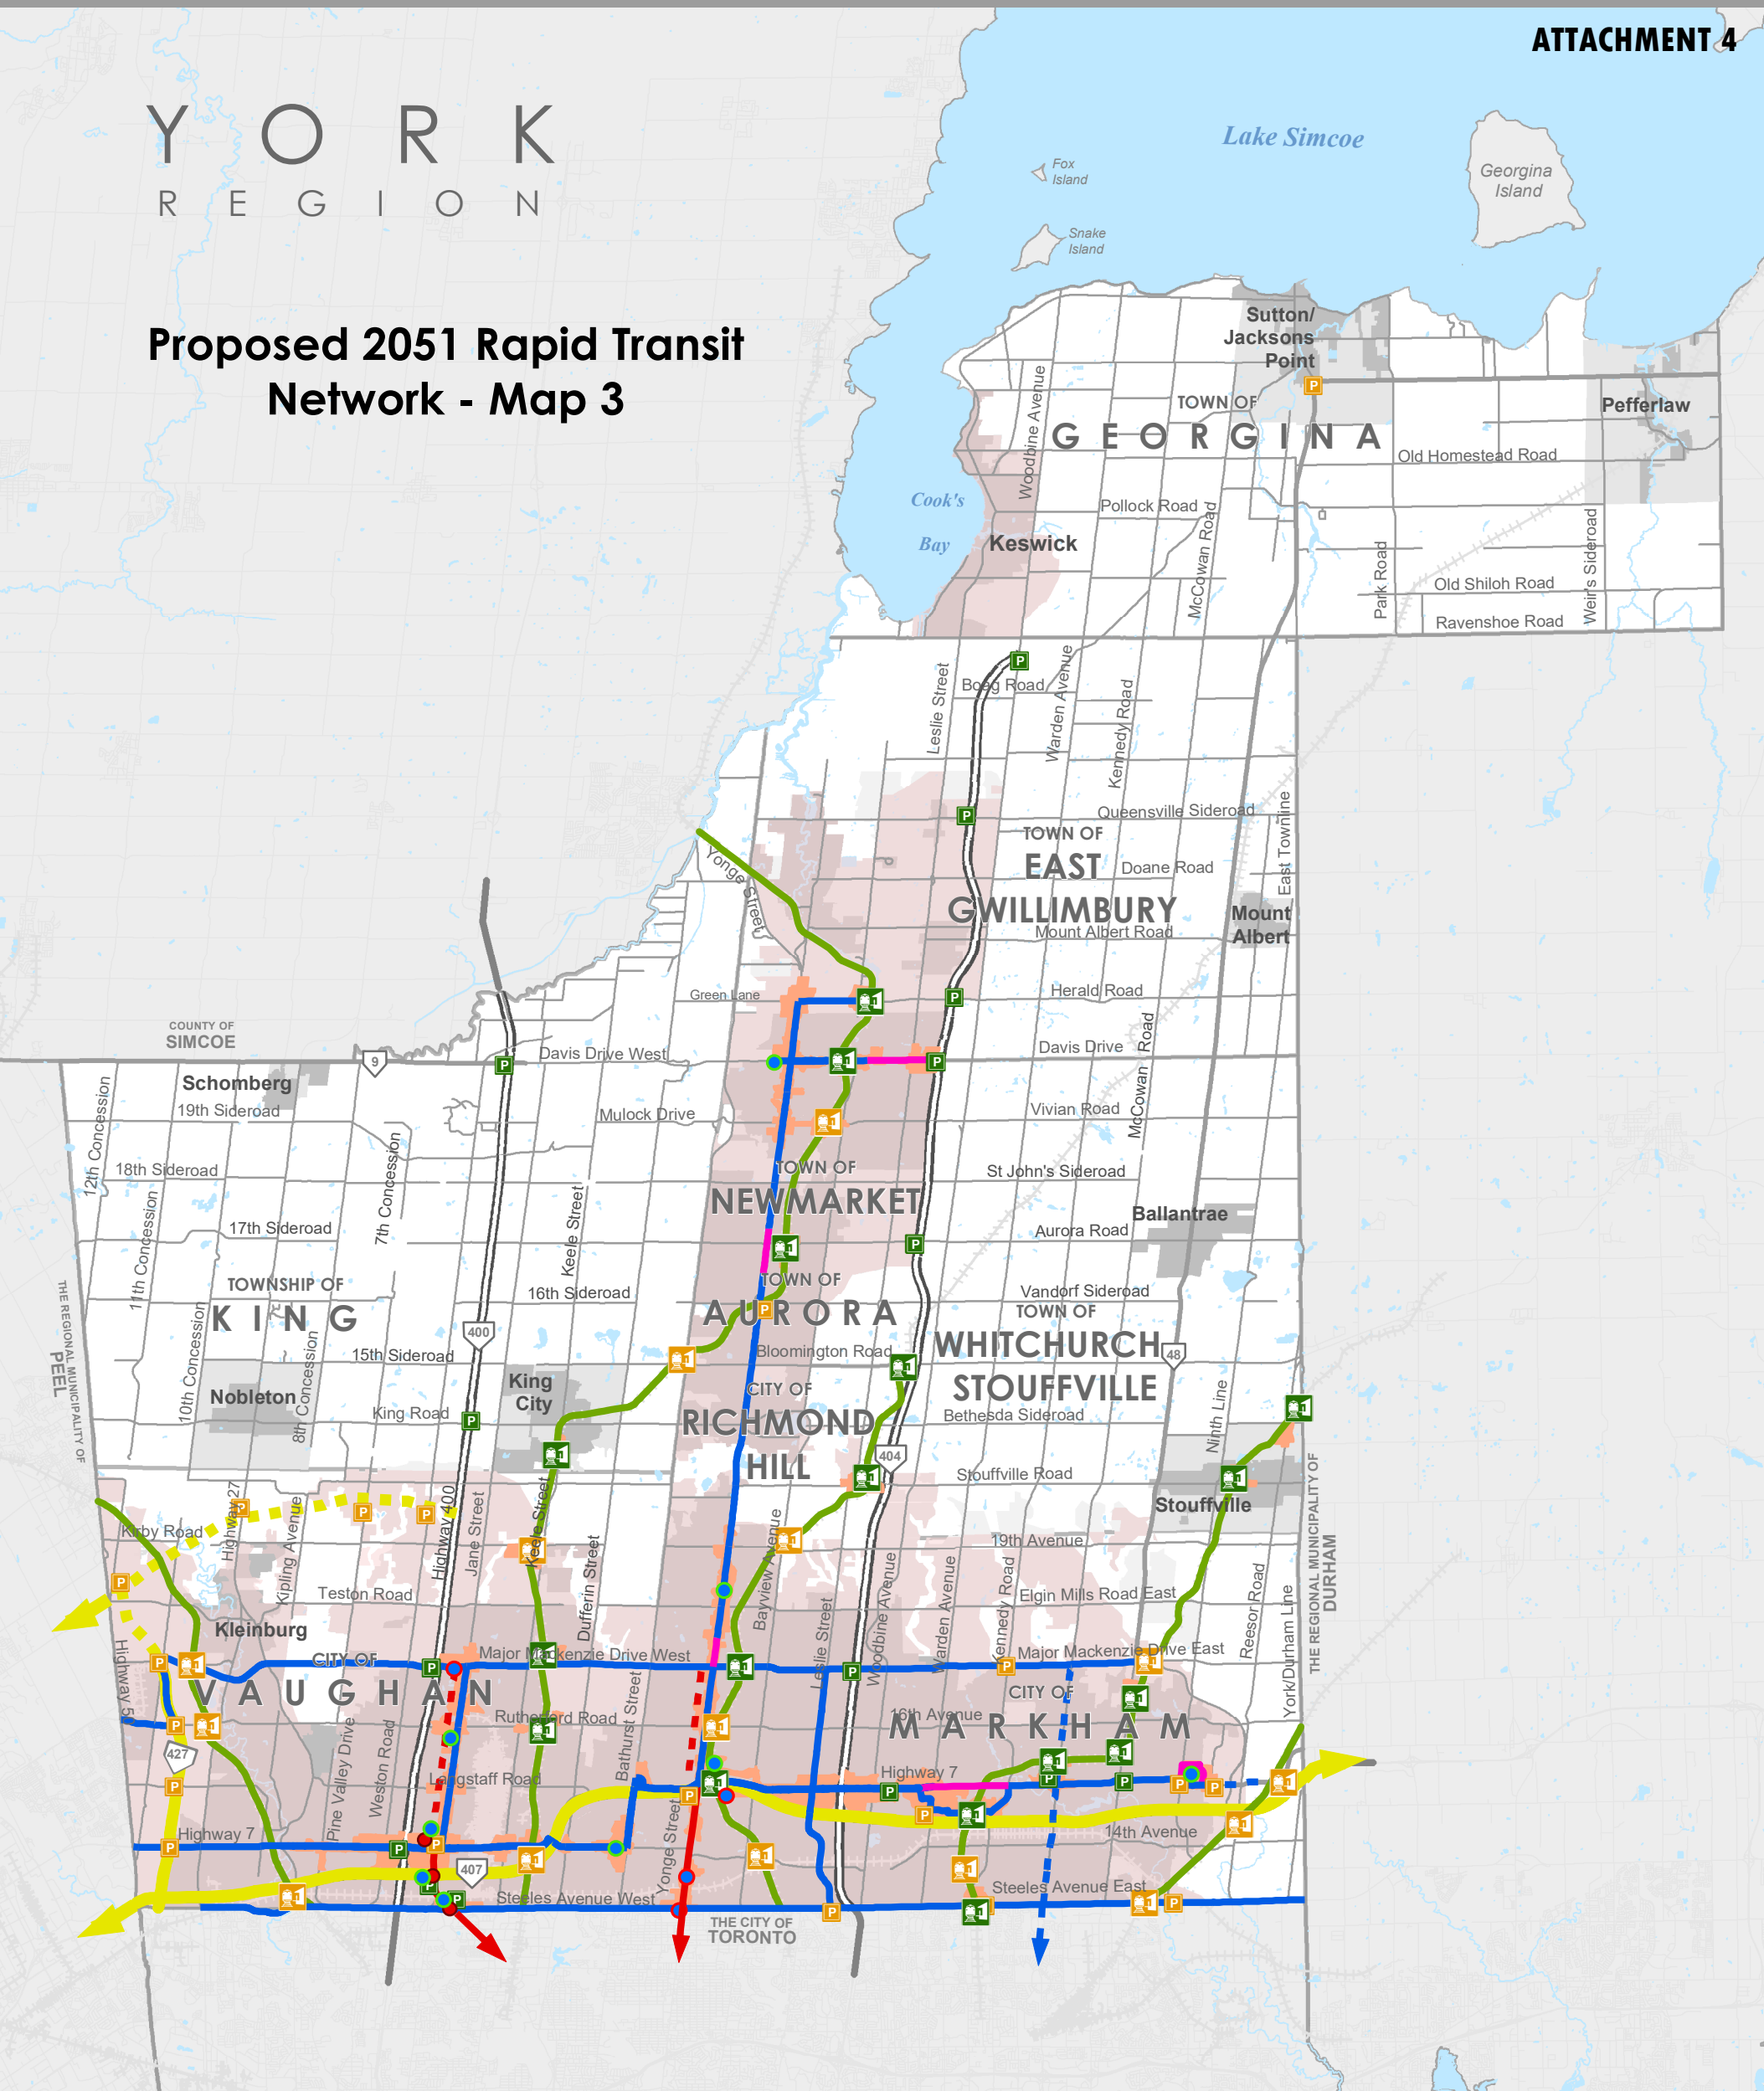 ATTACHMENT 4
YORK
REGION
Proposed 2051 Rapid Transit
Network - Map 3
Lake Simcoe
Georgina
Island
Fox
Island
Snake
Island
Sutton/
Jacksons
Point
P
TOWN OF
GEORGINA
Pefferlaw
Woodbine Avenue
Old Homestead Road
Cook's
Bay
Keswick
Pollock Road
McCowan Road
Park Road
Weir's Sideroad
Old Shiloh Road
Ravenshoe Road
P
Boag Road
Leslie Street
Warden Avenue
Kennedy Road
Queensville Sideroad
P
TOWN OF
EAST
GWILLIMBURY
Doane Road
East Townline
Yonge Street
Mount Albert Road
Mount
Albert
Green Lane
P
Herald Road
COUNTY OF
SIMCOE
9
P
Davis Drive West
P
Davis Drive
McCowan Road
Schomberg
19th Sideroad
12th Concession
Mulock Drive
Vivian Road
18th Sideroad
7th Concession
TOWN OF
NEWMARKET
St John's Sideroad
11th Concession
17th Sideroad
Keele Street
P
Aurora Road
Ballantrae
TOWNSHIP OF
KING
16th Sideroad
TOWN OF
AURORA
P
Vandorf Sideroad
TOWN OF
WHITCHURCH
STOUFFVILLE
THE REGIONAL MUNICIPALITY OF
PEEL
10th Concession
8th Concession
400
15th Sideroad
Bloomington Road
48
Nobleton
King
City
CITY OF
RICHMOND
HILL
King Road
P
Bethesda Sideroad
Ninth Line
404
Stouffville Road
Stouffville
THE REGIONAL MUNICIPALITY OF
DURHAM
Kirby Road
Highway 27
P
P
P
Kipling Avenue
Highway 400
Jane Street
Keele Street
Dufferin Street
Bayview Avenue
19th Avenue
P
Teston Road
Woodbine Avenue
Warden Avenue
Kennedy Road
Elgin Mills Road East
Reesor Road
York/Durham Line
Kleinburg
Leslie Street
Highway 5
P
CITY OF
VAUGHAN
P
Major Mackenzie Drive West
P
P
Major Mackenzie Drive East
P
Rutherford Road
Bathurst Street
16th Avenue
CITY OF
MARKHAM
427
Pine Valley Drive
Weston Road
Langstaff Road
P
P
Highway 7
P
P
P
P
P
P
Highway 7
P
P
P
Yonge Street
14th Avenue
407
P
P
Steeles Avenue West
Steeles Avenue East
P
P
THE CITY OF
TORONTO